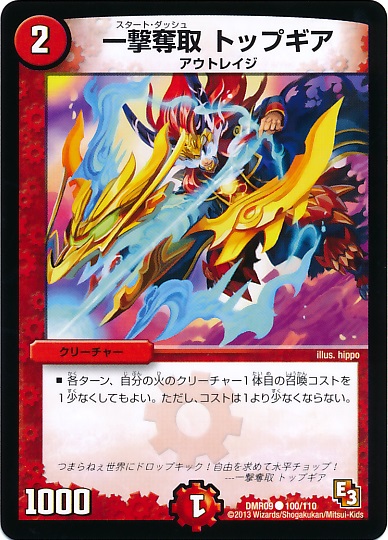 2
スタート・ダッシュ
一撃奪取 トップギア
アウトレイジ
クリーチャー
illus. hippo
■ 各ターン、自分の火のクリーチャー1体目の召喚コストを
1少なくしてもよい。ただし、コストは1より少なくならない。
つまらねぇ世界にドロップキック！自由を求めて水平チョップ！
---一撃奪取 トップギア
1000
1
E3
DMR09 ● 100/110
©2013 Wizards/Shogakukan/Mitsui-Kids